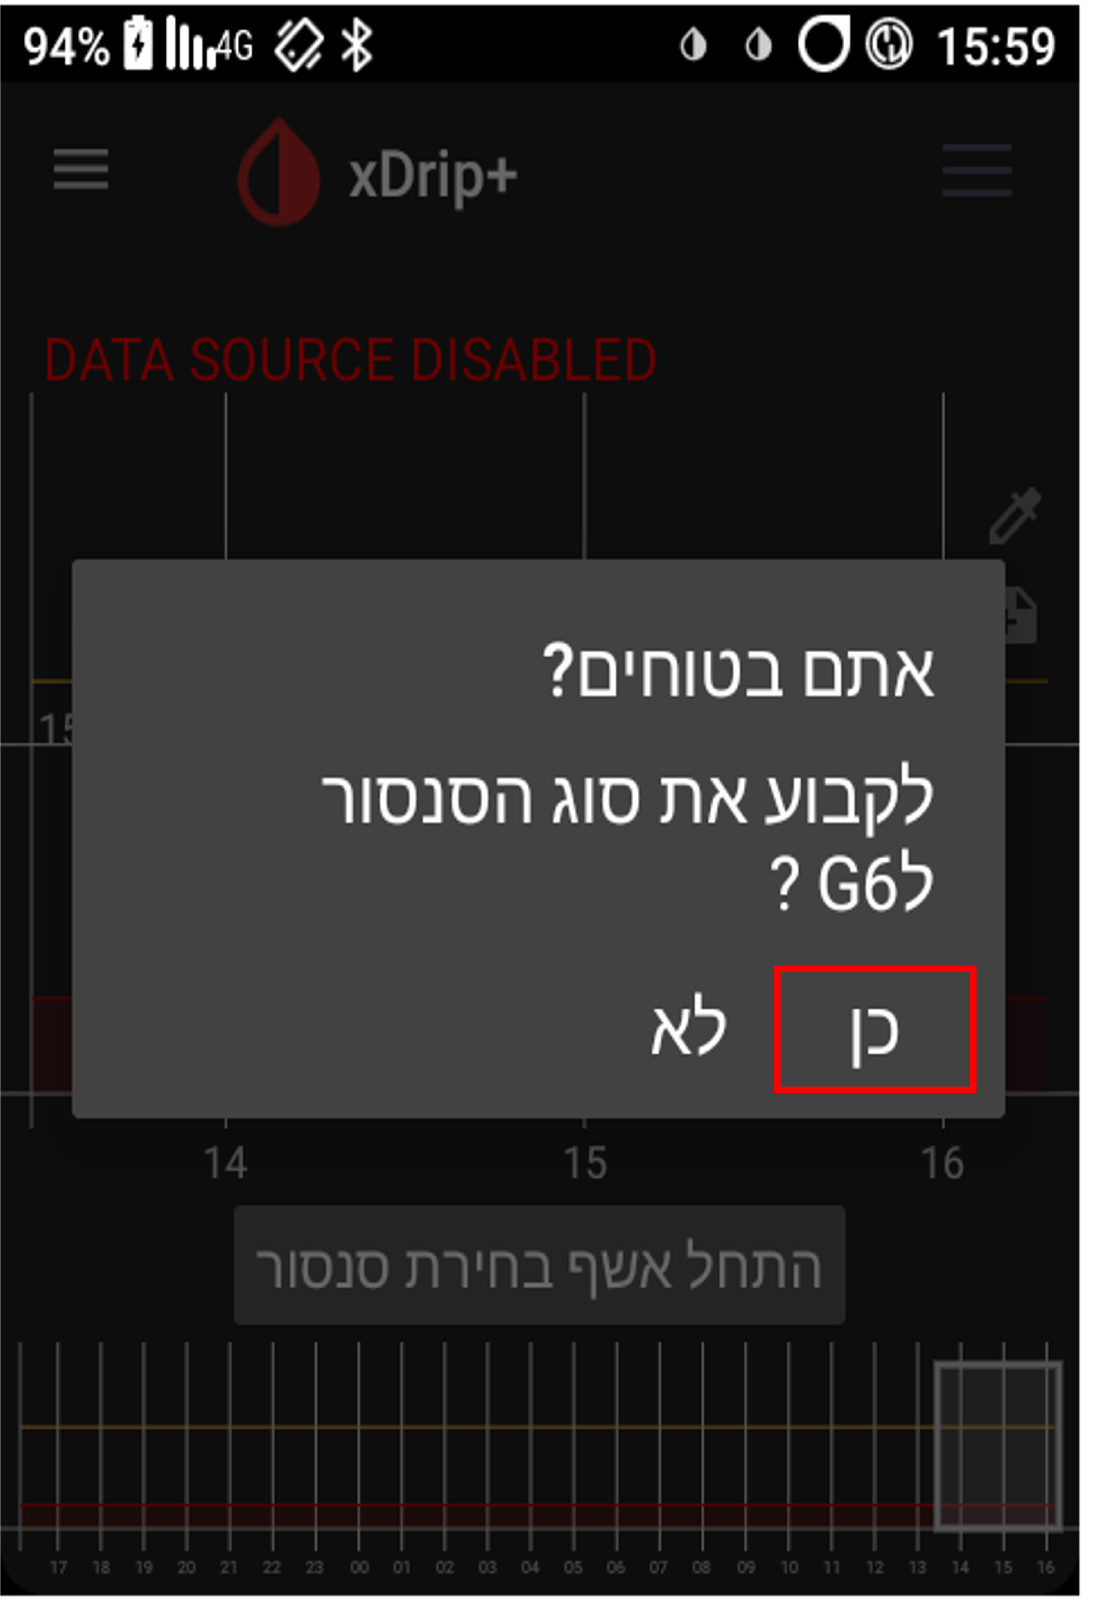 94% 4G 15:59
xDrip+
DATA SOURCE DISABLED
אתם בטוחים?
לקבוע את סוג הסנסור
לG6 ?
כן לא
14 15 16
התחל אשף בחירת סנסור
17 18 19 20 21 22 23 00 01 02 03 04 05 06 07 08 09 10 11 12 13 14 15 16